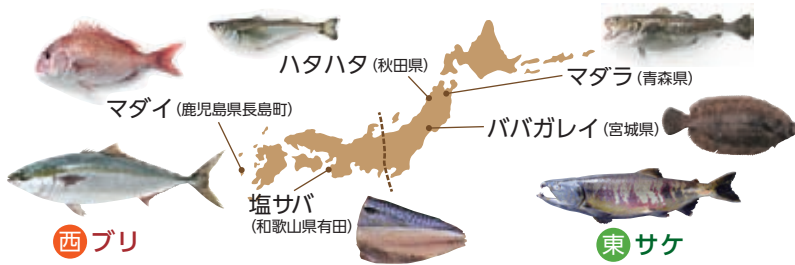 ハタハタ(秋田県)
マダラ(青森県)
マダイ(鹿児島県長島町)
ババガレイ(宮城県)
塩サバ
(和歌山県有田)
西 ブリ
東 サケ